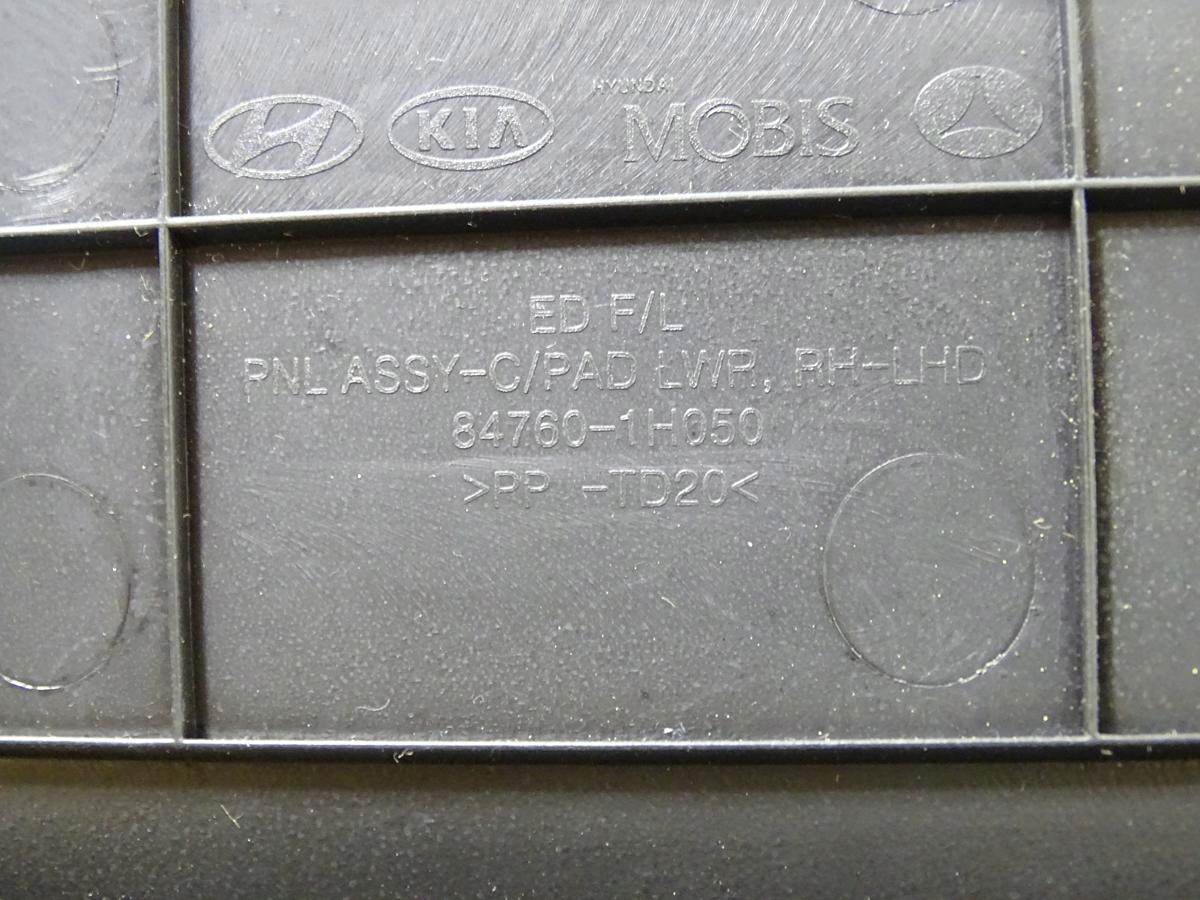 KIA
HYUNDAI
MOBIS
ED F/L
PNL ASSY-C/PAD LWR, RH-LHD
84760-1H050
>PP -TD20<